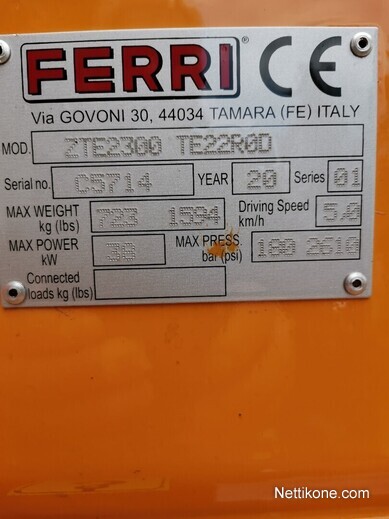 FERRI CE
Via GOVONI 30, 44034 TAMARA (FE) ITALY
MOD. ZTE2300 TE22R0D
Serial no. C5714 YEAR 20 Series 01
MAX WEIGHT kg (lbs) 723 1594 Driving Speed km/h 5,0
MAX POWER kW 38 MAX PRESS. bar (psi) 180 2610
Connected loads kg (lbs)
Nettikone.com